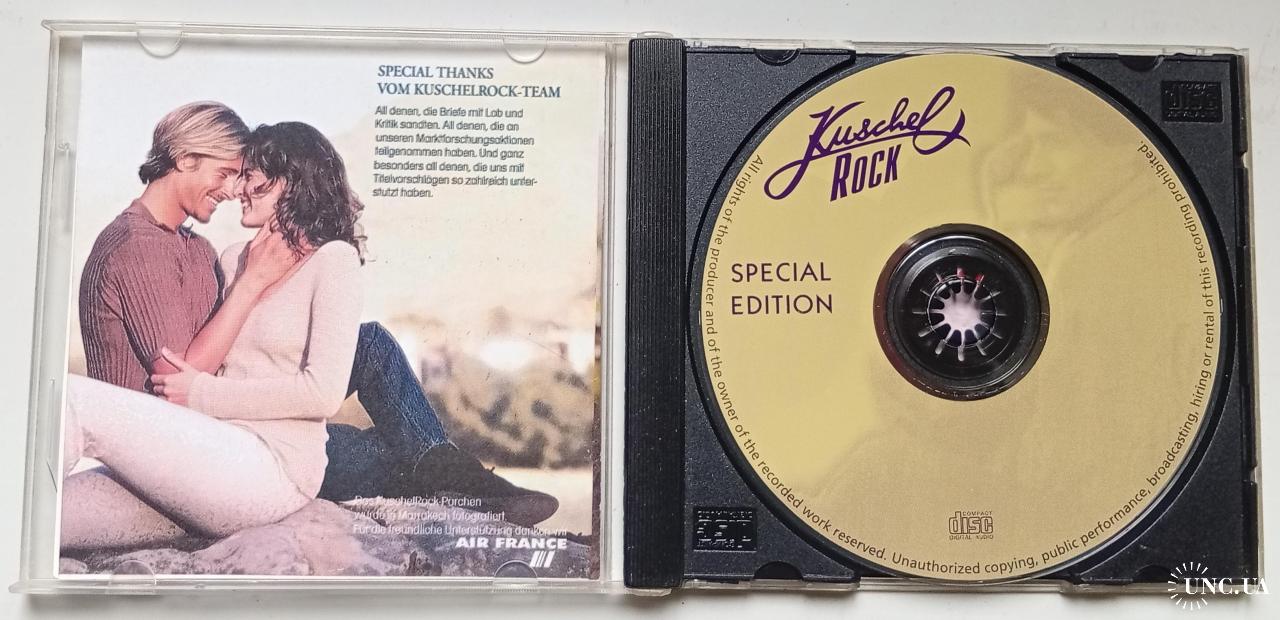 SPECIAL THANKS
VOM KUSCHELROCK-TEAM
All denen, die Briefe mit Lob und
Kritik sandten. All denen, die an
unseren Marktforschungsaktionen
teilgenommen haben. Und ganz
besonders all denen, die uns mit
Titelvorschlägen so zahlreich unter-
stützt haben.
Das KuschelRock-Pärchen
wurde in Marrakech fotografiert.
Für die freundliche Unterstützung danken wir
AIR FRANCE
Kuschel
ROCK
SPECIAL
EDITION
All rights of the producer and of the owner of the recorded work reserved. Unauthorized copying, public performance, broadcasting, hiring or rental of this recording prohibited.
COMPACT
disc
DIGITAL AUDIO
disc
UNC.UA